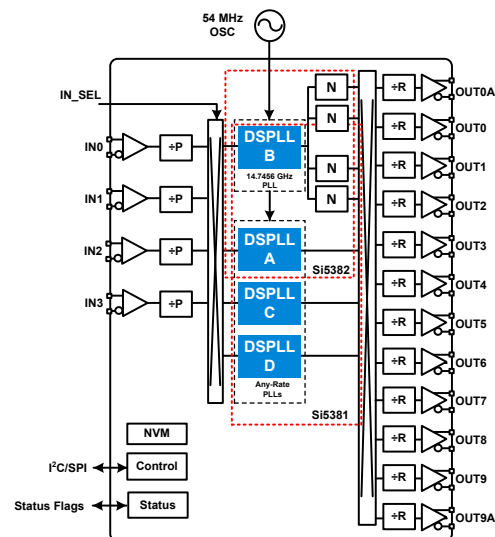 54 MHz
OSC
IN_SEL
IN0
÷P
IN1
÷P
IN2
÷P
IN3
÷P
DSPLL
B
14.7456 GHz
PLL
DSPLL
A
Si5382
DSPLL
C
DSPLL
D
Any-Rate
PLLs
Si5381
N
N
N
N
÷R
OUT0A
÷R
OUT0
÷R
OUT1
÷R
OUT2
÷R
OUT3
÷R
OUT4
÷R
OUT5
÷R
OUT6
÷R
OUT7
÷R
OUT8
÷R
OUT9
÷R
OUT9A
NVM
I²C/SPI
Control
Status Flags
Status